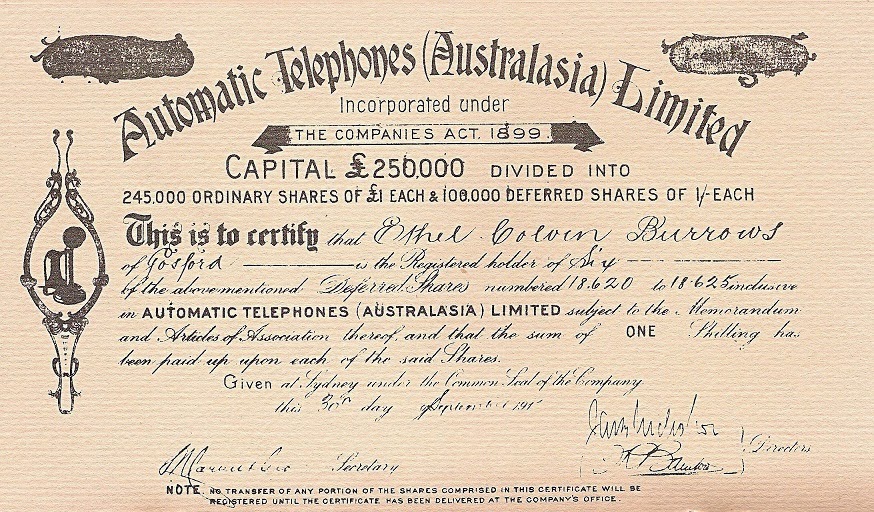 Automatic Telephones (Australasia) Limited
Incorporated under
THE COMPANIES ACT. 1899.
CAPITAL £250,000 DIVIDED INTO
245,000 ORDINARY SHARES OF £1 EACH & 100,000 DEFERRED SHARES OF 1/- EACH
This is to certify that Ethel Colvin Burrows
of Gosford is the Registered holder of Six
of the abovementioned Deferred Shares numbered 18.620 to 18.625 inclusive
in AUTOMATIC TELEPHONES (AUSTRALASIA) LIMITED subject to the Memorandum
and Articles of Association thereof, and that the sum of ONE Shilling has
been paid up upon each of the said Shares.
Given at Sydney under the Common Seal of the Company
this 30th day of September
Directors
Secretary
NOTE. NO TRANSFER OF ANY PORTION OF THE SHARES COMPRISED IN THIS CERTIFICATE WILL BE
REGISTERED UNTIL THE CERTIFICATE HAS BEEN DELIVERED AT THE COMPANY'S OFFICE.